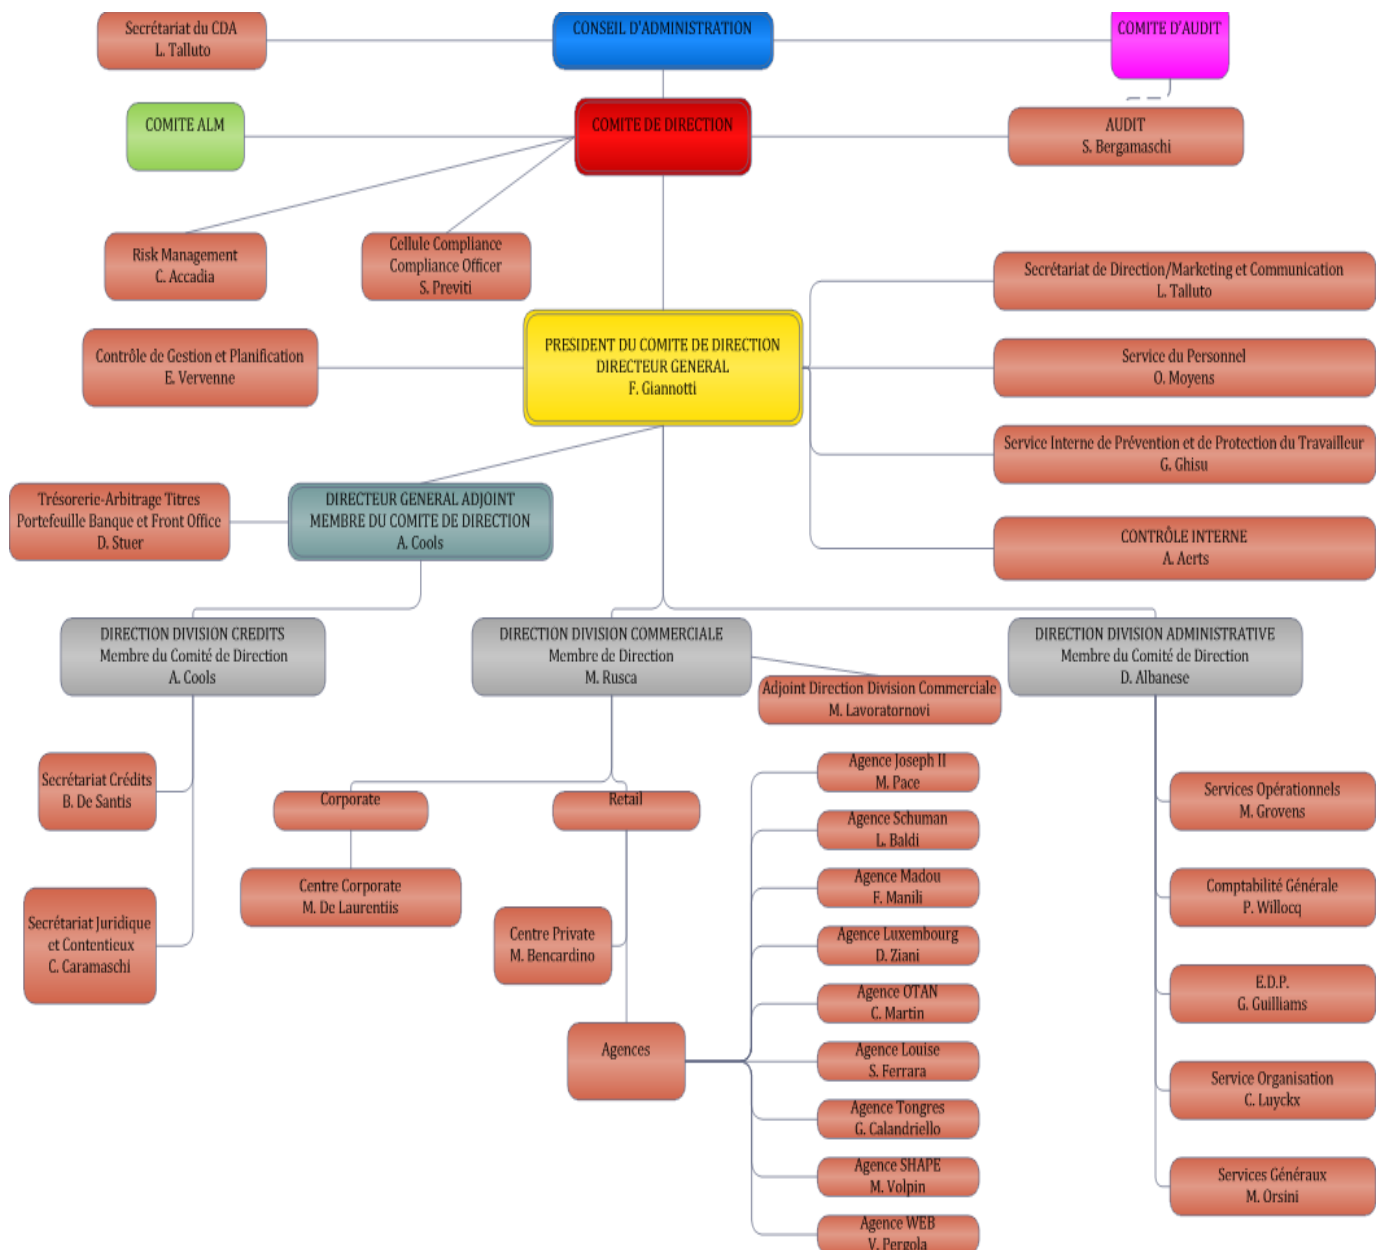 Secrétariat du CDA
L. Talluto
CONSEIL D'ADMINISTRATION
COMITE D'AUDIT
COMITE ALM
COMITE DE DIRECTION
AUDIT
S. Bergamaschi
Risk Management
C. Accadia
Cellule Compliance
Compliance Officer
S. Previti
Secrétariat de Direction/Marketing et Communication
L. Talluto
Contrôle de Gestion et Planification
E. Vervenne
PRESIDENT DU COMITE DE DIRECTION
DIRECTEUR GENERAL
F. Giannotti
Service du Personnel
O. Moyens
Service Interne de Prévention et de Protection du Travailleur
G. Ghisu
Trésorerie-Arbitrage Titres
Portefeuille Banque et Front Office
D. Stuer
DIRECTEUR GENERAL ADJOINT
MEMBRE DU COMITE DE DIRECTION
A. Cools
CONTRÔLE INTERNE
A. Aerts
DIRECTION DIVISION CREDITS
Membre du Comité de Direction
A. Cools
DIRECTION DIVISION COMMERCIALE
Membre de Direction
M. Rusca
DIRECTION DIVISION ADMINISTRATIVE
Membre du Comité de Direction
D. Albanese
Adjoint Direction Division Commerciale
M. Lavoratornovi
Secrétariat Crédits
B. De Santis
Secrétariat Juridique
et Contentieux
C. Caramaschi
Corporate
Centre Corporate
M. De Laurentiis
Retail
Centre Private
M. Bencardino
Agences
Agence Joseph II
M. Pace
Agence Schuman
L. Baldi
Agence Madou
F. Manili
Agence Luxembourg
D. Ziani
Agence OTAN
C. Martin
Agence Louise
S. Ferrara
Agence Tongres
G. Calandriello
Agence SHAPE
M. Volpin
Agence WEB
V. Pergola
Services Opérationnels
M. Grovens
Comptabilité Générale
P. Willocq
E.D.P.
G. Guilliams
Service Organisation
C. Luyckx
Services Généraux
M. Orsini